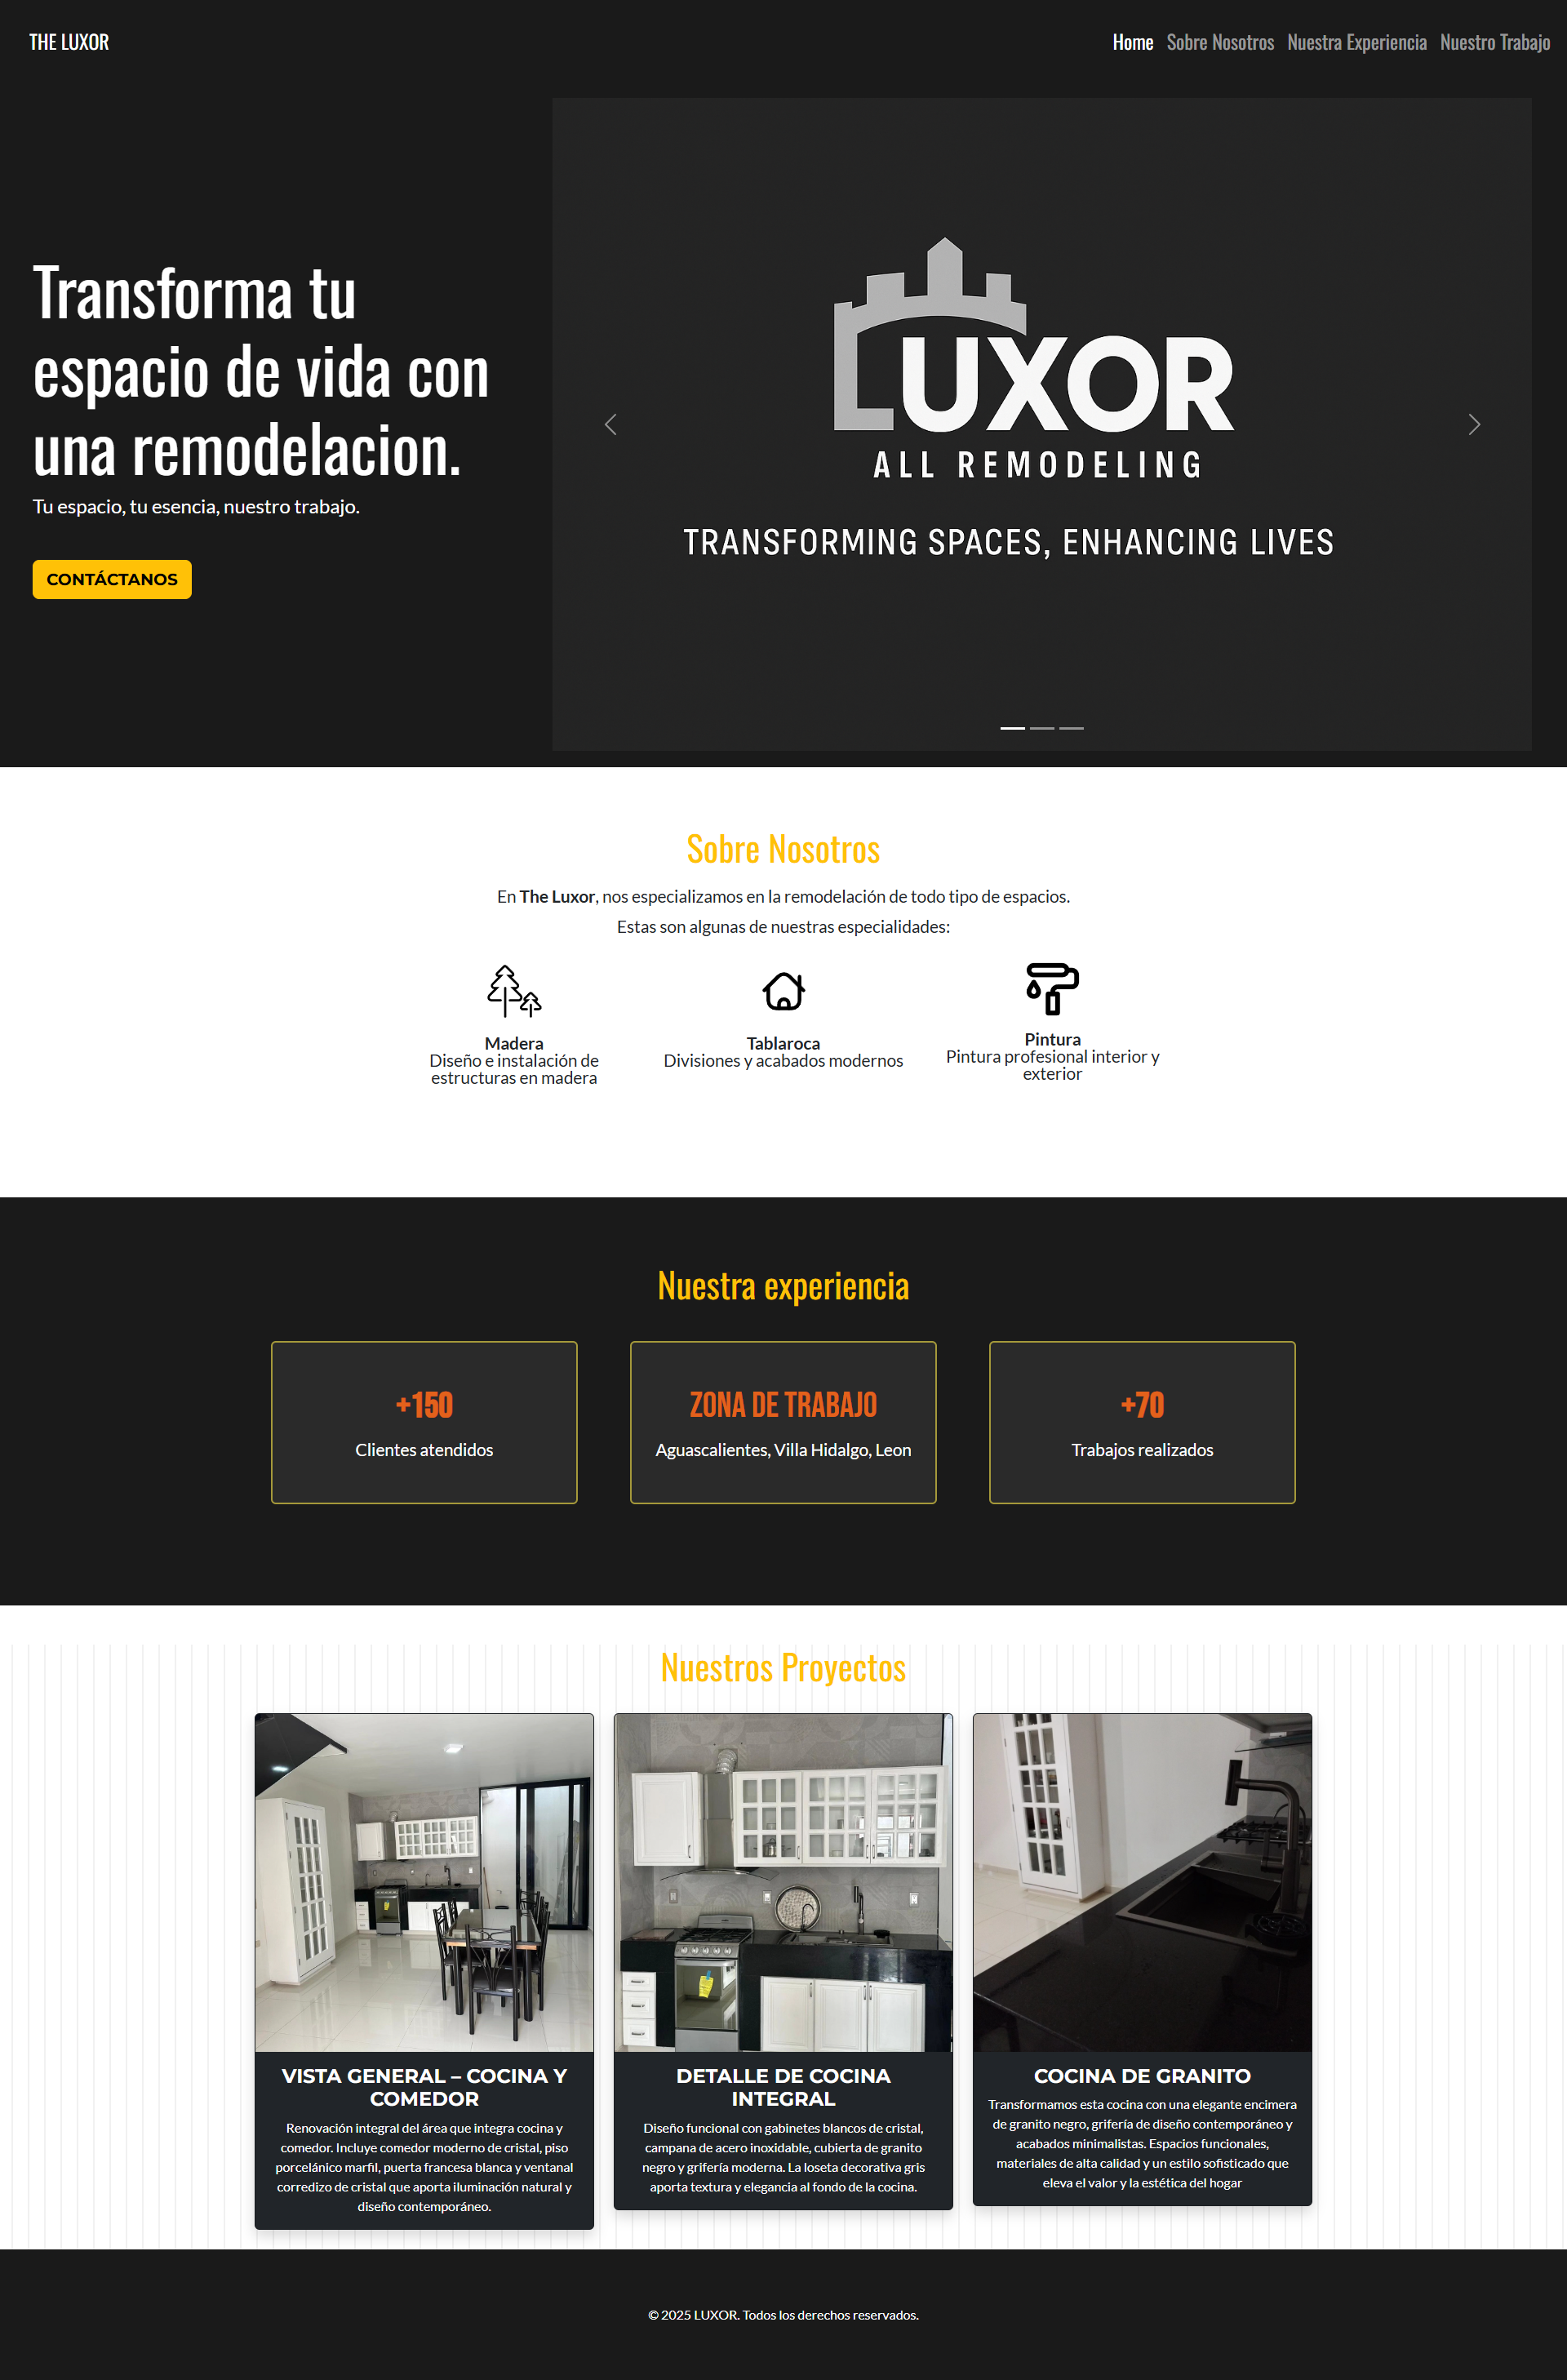 THE LUXOR
Home Sobre Nosotros Nuestra Experiencia Nuestro Trabajo
Transforma tu
espacio de vida con
una remodelacion.
Tu espacio, tu esencia, nuestro trabajo.
CONTÁCTANOS
LUXOR
ALL REMODELING
TRANSFORMING SPACES, ENHANCING LIVES
Sobre Nosotros
En The Luxor, nos especializamos en la remodelación de todo tipo de espacios.
Estas son algunas de nuestras especialidades:
Madera
Diseño e instalación de
estructuras en madera
Tablaroca
Divisiones y acabados modernos
Pintura
Pintura profesional interior y
exterior
Nuestra experiencia
+150
Clientes atendidos
ZONA DE TRABAJO
Aguascalientes, Villa Hidalgo, Leon
+70
Trabajos realizados
Nuestros Proyectos
VISTA GENERAL – COCINA Y
COMEDOR
Renovación integral del área que integra cocina y
comedor. Incluye comedor moderno de cristal, piso
porcelánico marfil, puerta francesa blanca y ventanal
corredizo de cristal que aporta iluminación natural y
diseño contemporáneo.
DETALLE DE COCINA
INTEGRAL
Diseño funcional con gabinetes blancos de cristal,
campana de acero inoxidable, cubierta de granito
negro y grifería moderna. La loseta decorativa gris
aporta textura y elegancia al fondo de la cocina.
COCINA DE GRANITO
Transformamos esta cocina con una elegante encimera
de granito negro, grifería de diseño contemporáneo y
acabados minimalistas. Espacios funcionales,
materiales de alta calidad y un estilo sofisticado que
eleva el valor y la estética del hogar
© 2025 LUXOR. Todos los derechos reservados.